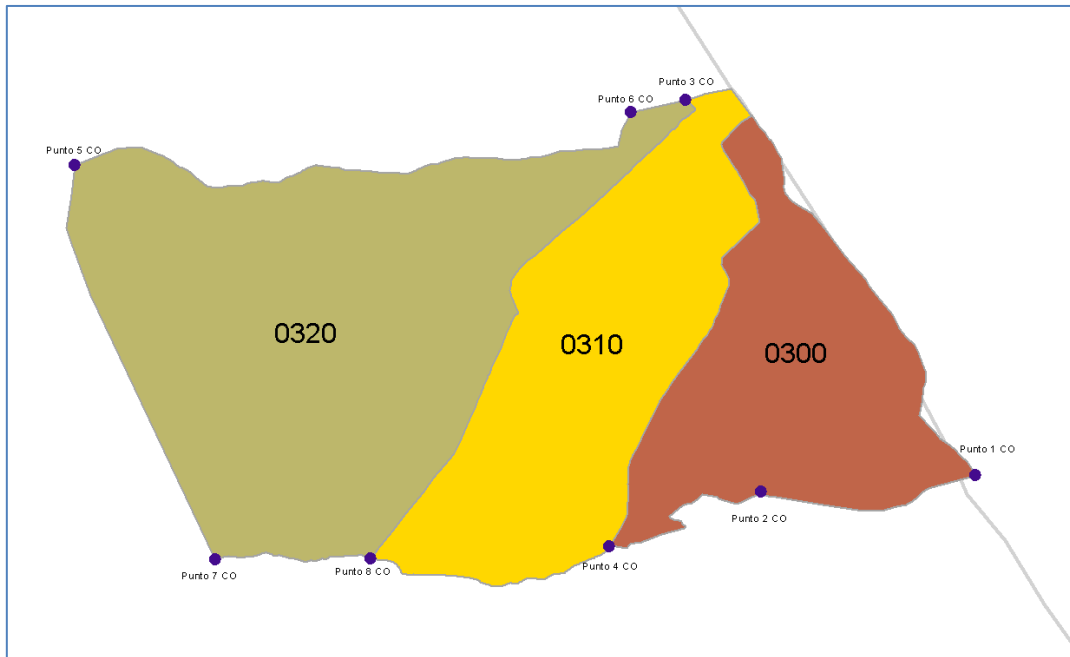 Punto 3 CO
Punto 6 CO
Punto 5 CO
0320
0310
0300
Punto 1 CO
Punto 2 CO
Punto 4 CO
Punto 8 CO
Punto 7 CO